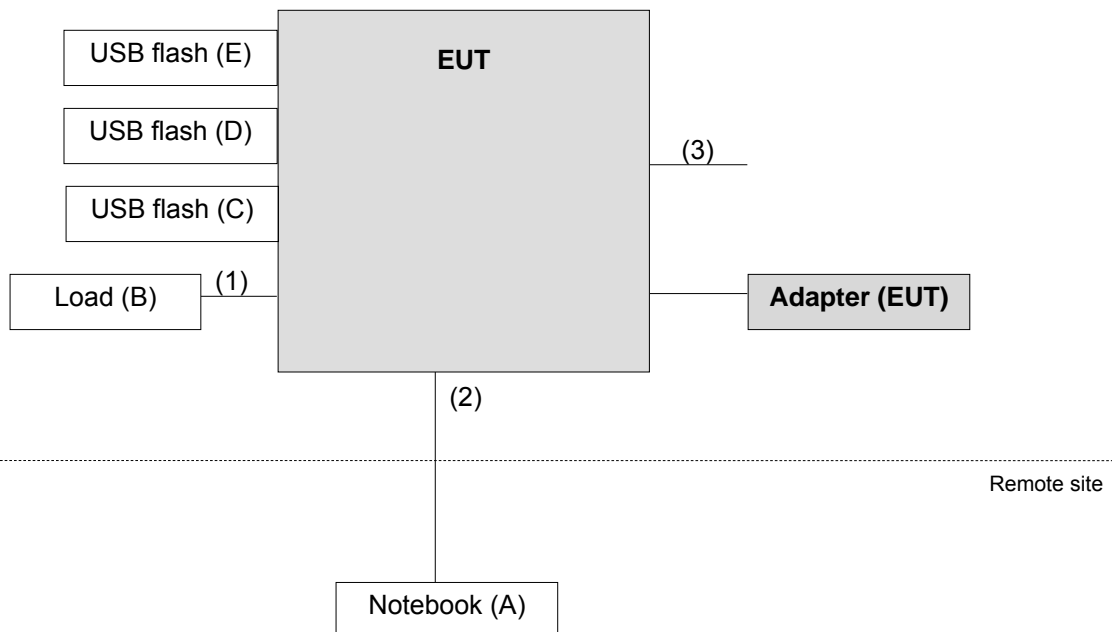 USB flash (E)
EUT
USB flash (D)
(3)
USB flash (C)
(1)
Load (B)
Adapter (EUT)
(2)
Remote site
Notebook (A)